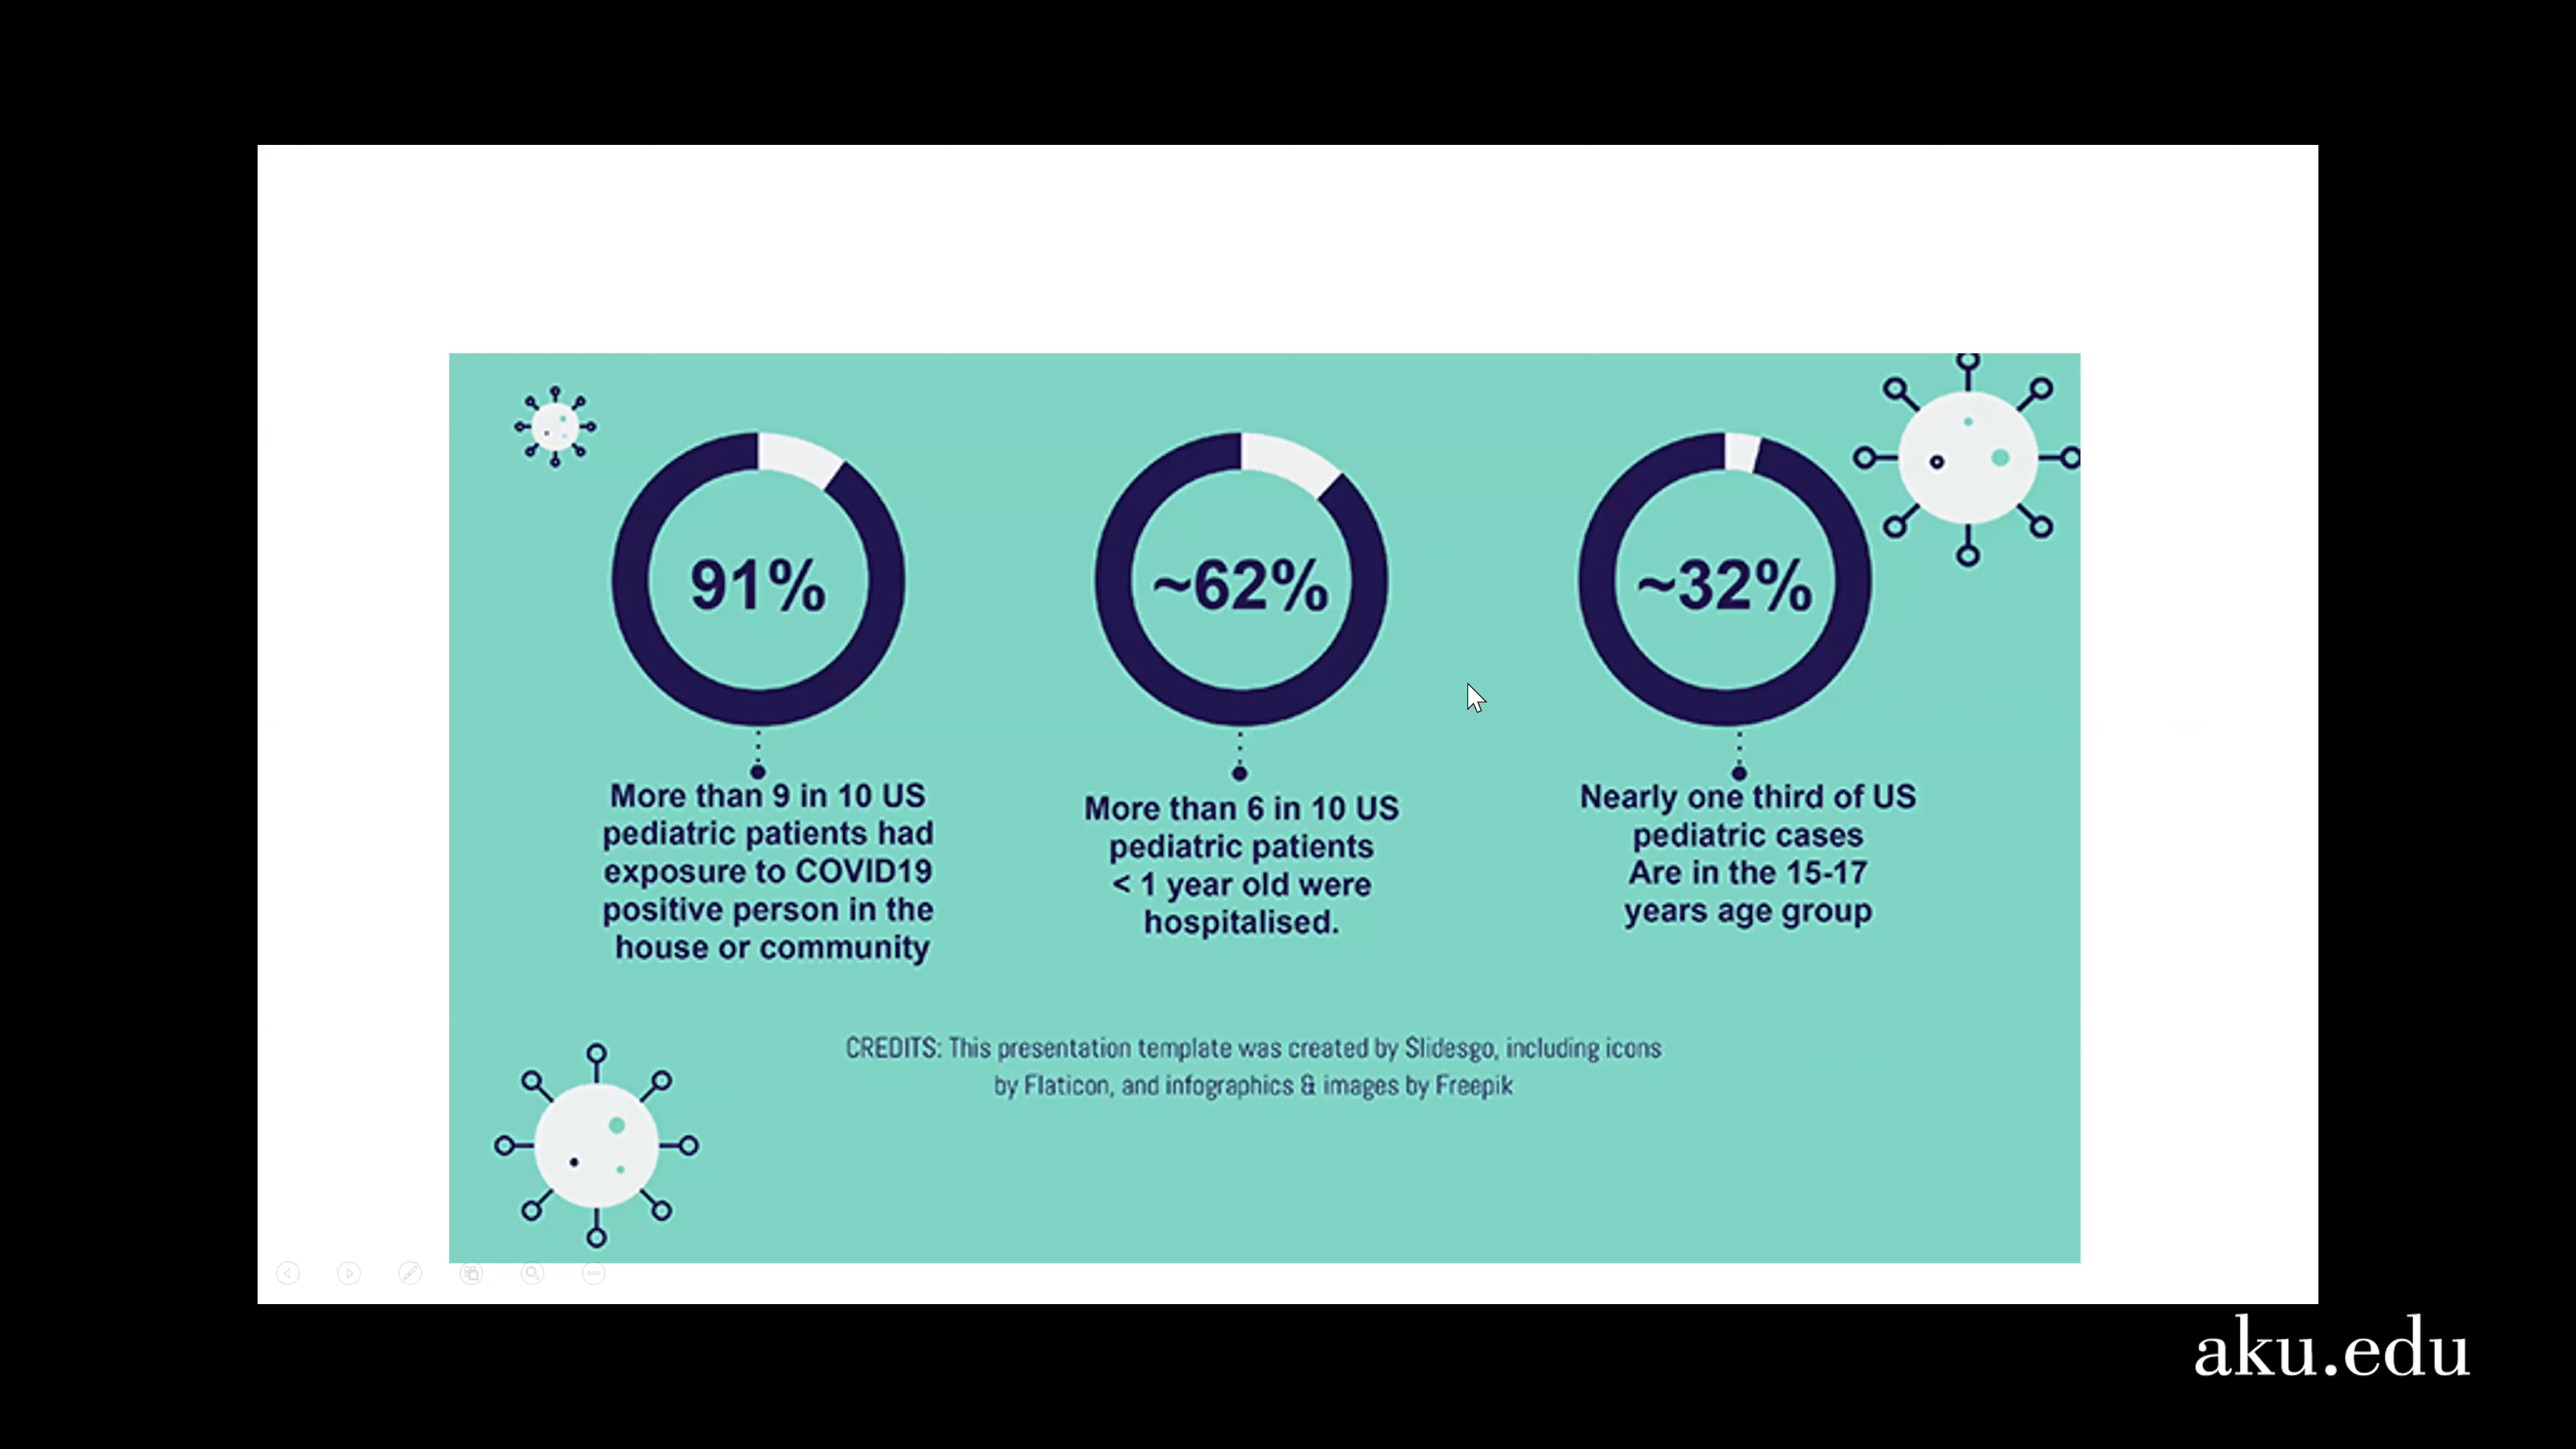 91%
~62%
~32%
More than 9 in 10 US
pediatric patients had
exposure to COVID19
positive person in the
house or community
More than 6 in 10 US
pediatric patients
< 1 year old were
hospitalised.
Nearly one third of US
pediatric cases
Are in the 15-17
years age group
CREDITS: This presentation template was created by Slidesgo, including icons
by Flaticon, and infographics & images by Freepik
aku.edu